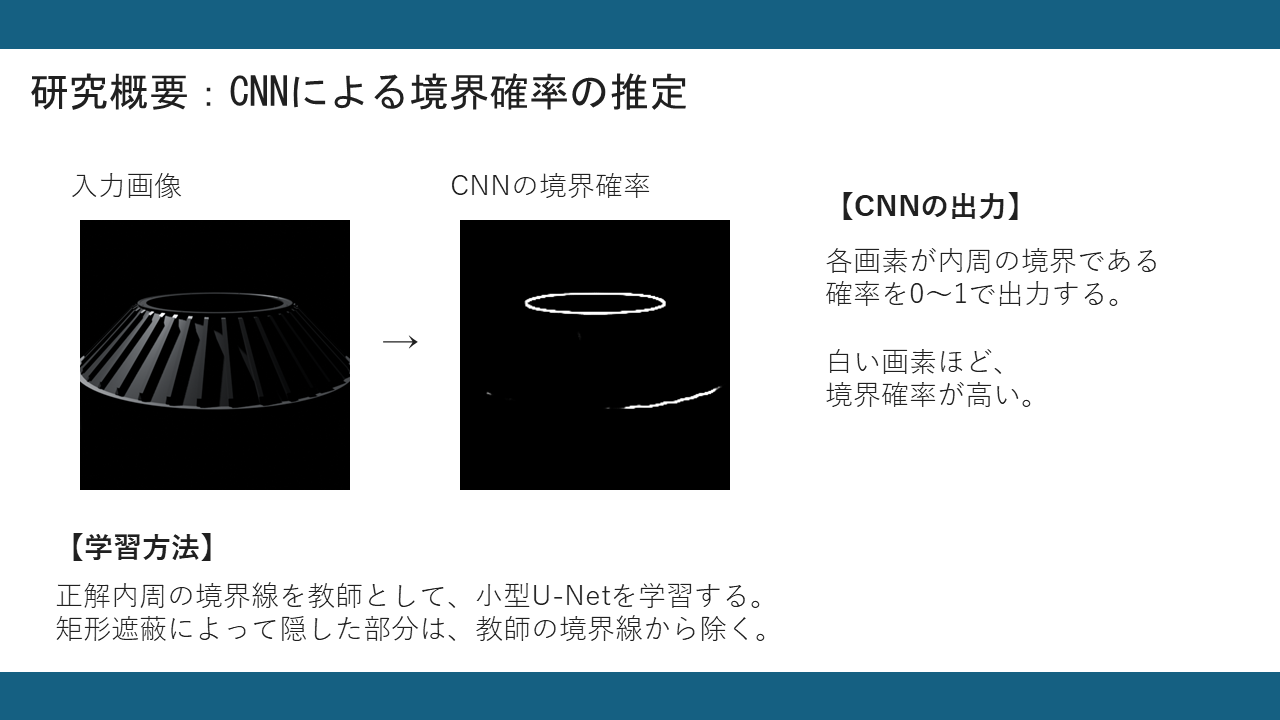 研究概要：CNNによる境界確率の推定
入力画像
CNNの境界確率
→
【CNNの出力】
各画素が内周の境界である
確率を0～1で出力する。
白い画素ほど、
境界確率が高い。
【学習方法】
正解内周の境界線を教師として、小型U-Netを学習する。
矩形遮蔽によって隠した部分は、教師の境界線から除く。